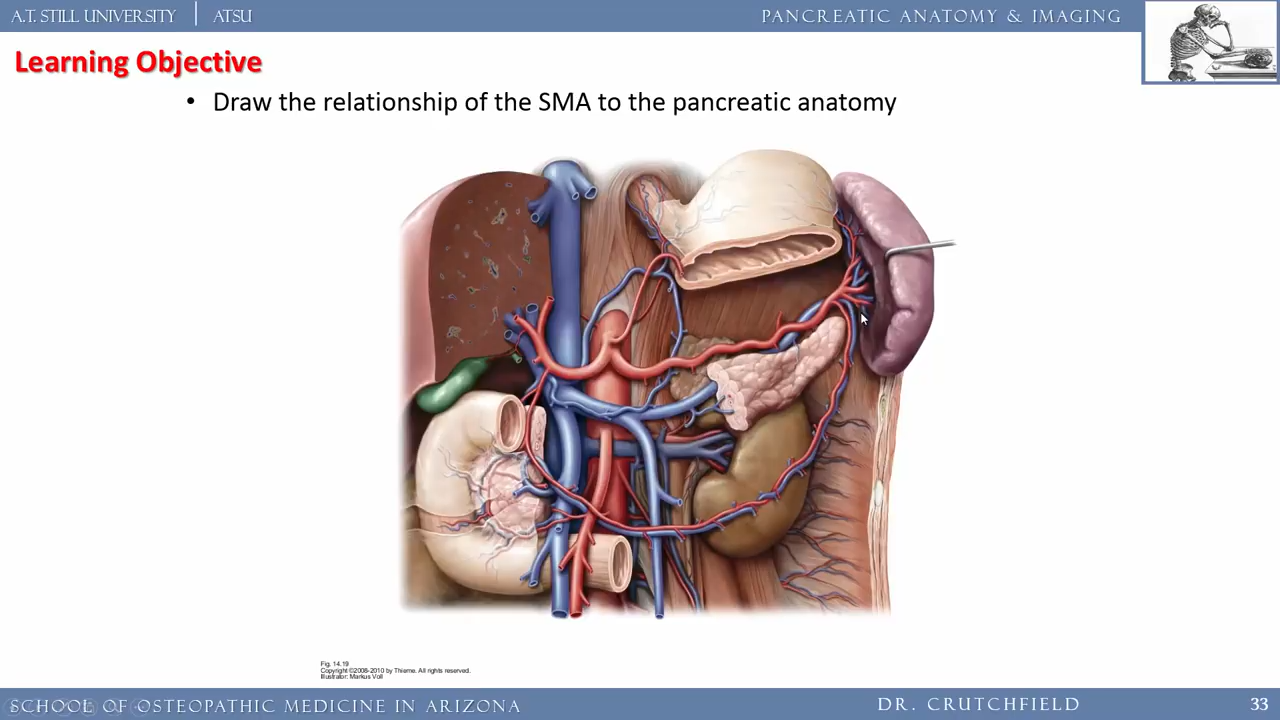 A.T. STILL UNIVERSITY | ATSU
PANCREATIC ANATOMY & IMAGING
Learning Objective
• Draw the relationship of the SMA to the pancreatic anatomy
Fig. 14.19
Copyright ©2008-2010 by Thieme. All rights reserved.
Illustrator: Markus Voll
SCHOOL OF OSTEOPATHIC MEDICINE IN ARIZONA
DR. CRUTCHFIELD
33